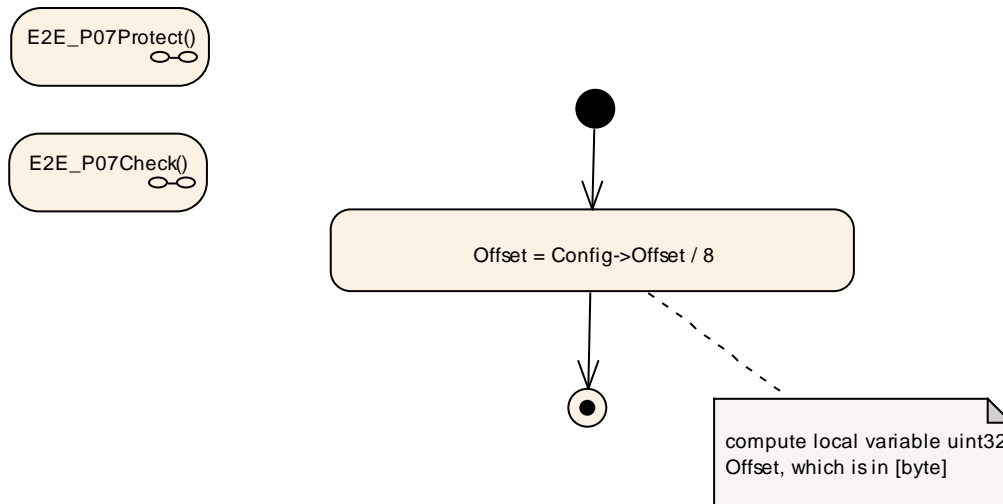 E2E_P07Protect()
E2E_P07Check()
Offset = Config->Offset / 8
compute local variable uint32
Offset, which is in [byte]